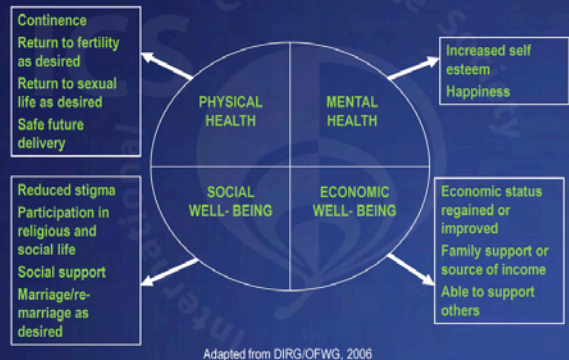 Continence
Return to fertility
as desired
Return to sexual
life as desired
Safe future
delivery
PHYSICAL
HEALTH
MENTAL
HEALTH
Increased self
esteem
Happiness
Reduced stigma
Participation in
religious and
social life
Social support
Marriage/re-
marriage as
desired
SOCIAL
WELL- BEING
ECONOMIC
WELL- BEING
Economic status
regained or
improved
Family support or
source of income
Able to support
others
Adapted from DIRG/OFWG, 2006